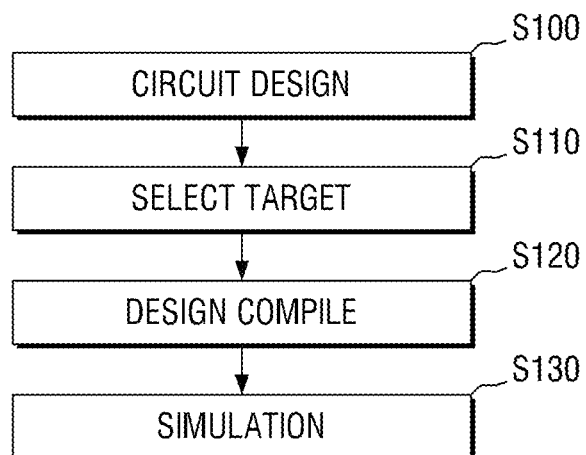 S100
CIRCUIT DESIGN
S110
SELECT TARGET
S120
DESIGN COMPILE
S130
SIMULATION